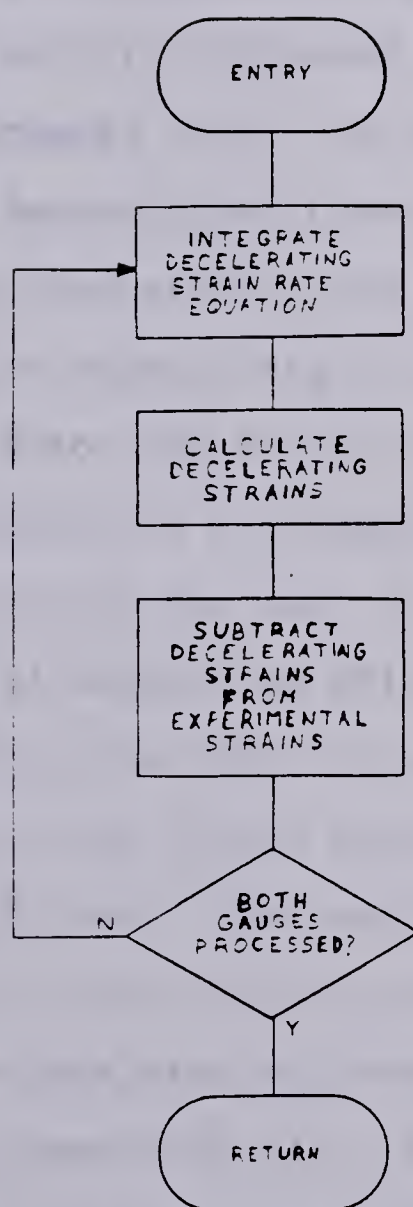 ENTRY
INTEGRATE
DECELERATING
STRAIN RATE
EQUATION
CALCULATE
DECELERATING
STRAINS
SUBTRACT
DECELERATING
STRAINS
FROM
EXPERIMENTAL
STRAINS
BOTH
GAUGES
PROCESSED?
N
Y
RETURN